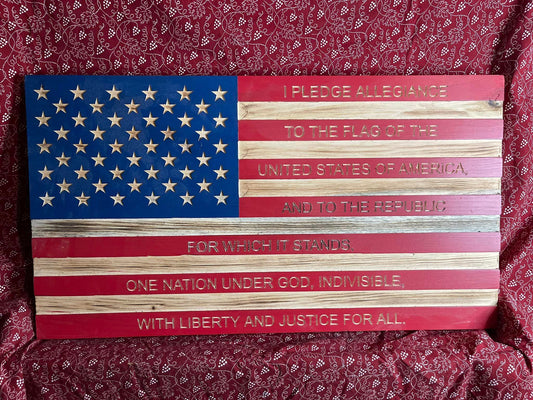 I PLEDGE ALLEGIANCE
TO THE FLAG OF THE
UNITED STATES OF AMERICA,
AND TO THE REPUBLIC
FOR WHICH IT STANDS,
ONE NATION UNDER GOD, INDIVISIBLE,
WITH LIBERTY AND JUSTICE FOR ALL.